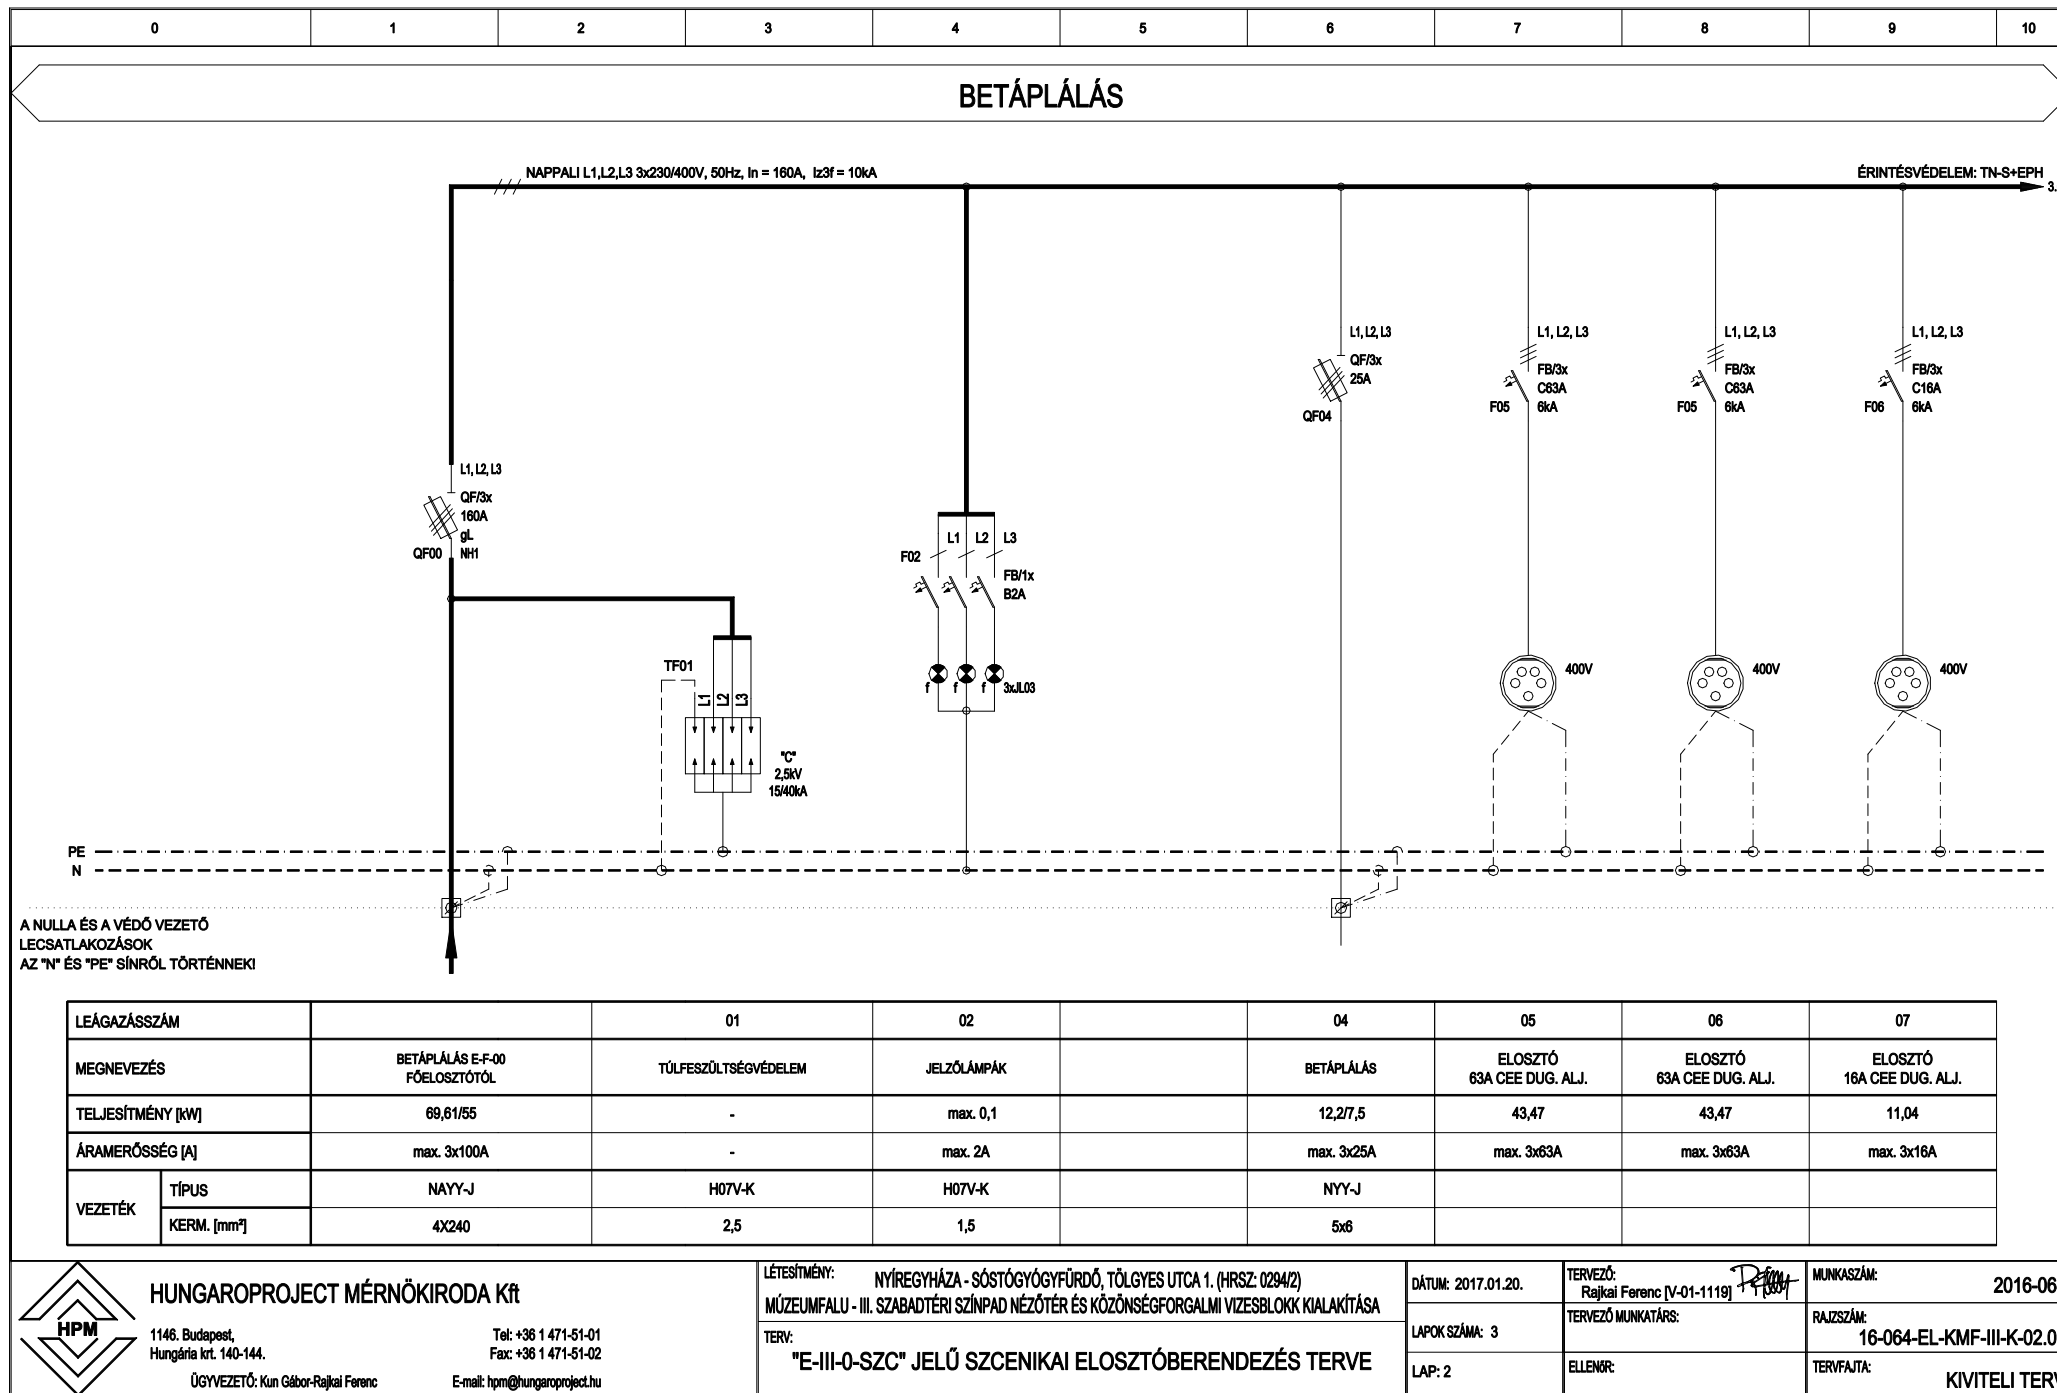 0 1 2 3 4 5 6 7 8 9 10
BETÁPLÁLÁS
NAPPALI L1,L2,L3 3x230/400V, 50Hz, In = 160A, Iz3f = 10kA
ÉRINTÉSVÉDELEM: TN-S+EPH
3.
L1, L2, L3
QF/3x
160A
gL
NH1
QF00
TF01
L1
L2
L3
"C"
2,5kV
15/40kA
F02
L1 L2 L3
FB/1x
B2A
f f f 3xJL03
L1, L2, L3
QF/3x
25A
QF04
L1, L2, L3
FB/3x
C63A
F05 6kA
400V
L1, L2, L3
FB/3x
C63A
F05 6kA
400V
L1, L2, L3
FB/3x
C16A
F06 6kA
400V
PE
N
A NULLA ÉS A VÉDŐ VEZETŐ
LECSATLAKOZÁSOK
AZ "N" ÉS "PE" SÍNRŐL TÖRTÉNNEK!
LEÁGAZÁSSZÁM 01 02 04 05 06 07
MEGNEVEZÉS
BETÁPLÁLÁS E-F-00
FŐELOSZTÓTÓL
TÚLFESZÜLTSÉGVÉDELEM
JELZŐLÁMPÁK
BETÁPLÁLÁS
ELOSZTÓ
63A CEE DUG. ALJ.
ELOSZTÓ
63A CEE DUG. ALJ.
ELOSZTÓ
16A CEE DUG. ALJ.
TELJESÍTMÉNY [kW] 69,61/55 - max. 0,1 12,2/7,5 43,47 43,47 11,04
ÁRAMERŐSSÉG [A] max. 3x100A - max. 2A max. 3x25A max. 3x63A max. 3x63A max. 3x16A
VEZETÉK
TÍPUS NAYY-J H07V-K H07V-K NYY-J
KERM. [mm²] 4X240 2,5 1,5 5x6
HPM
HUNGAROPROJECT MÉRNÖKIRODA Kft
1146. Budapest,
Hungária krt. 140-144.
Tel: +36 1 471-51-01
Fax: +36 1 471-51-02
ÜGYVEZETŐ: Kun Gábor-Rajkai Ferenc
E-mail: hpm@hungaroproject.hu
LÉTESÍTMÉNY:
NYÍREGYHÁZA - SÓSTÓGYÓGYFÜRDŐ, TÖLGYES UTCA 1. (HRSZ: 0294/2)
MÚZEUMFALU - III. SZABADTÉRI SZÍNPAD NÉZŐTÉR ÉS KÖZÖNSÉGFORGALMI VIZESBLOKK KIALAKÍTÁSA
TERV:
"E-III-0-SZC" JELŰ SZCENIKAI ELOSZTÓBERENDEZÉS TERVE
DÁTUM: 2017.01.20.
LAPOK SZÁMA: 3
LAP: 2
TERVEZŐ:
Rajkai Ferenc [V-01-1119]
TERVEZŐ MUNKATÁRS:
ELLENőR:
MUNKASZÁM:
2016-06
RAJZSZÁM:
16-064-EL-KMF-III-K-02.0
TERVFAJTA:
KIVITELI TERV